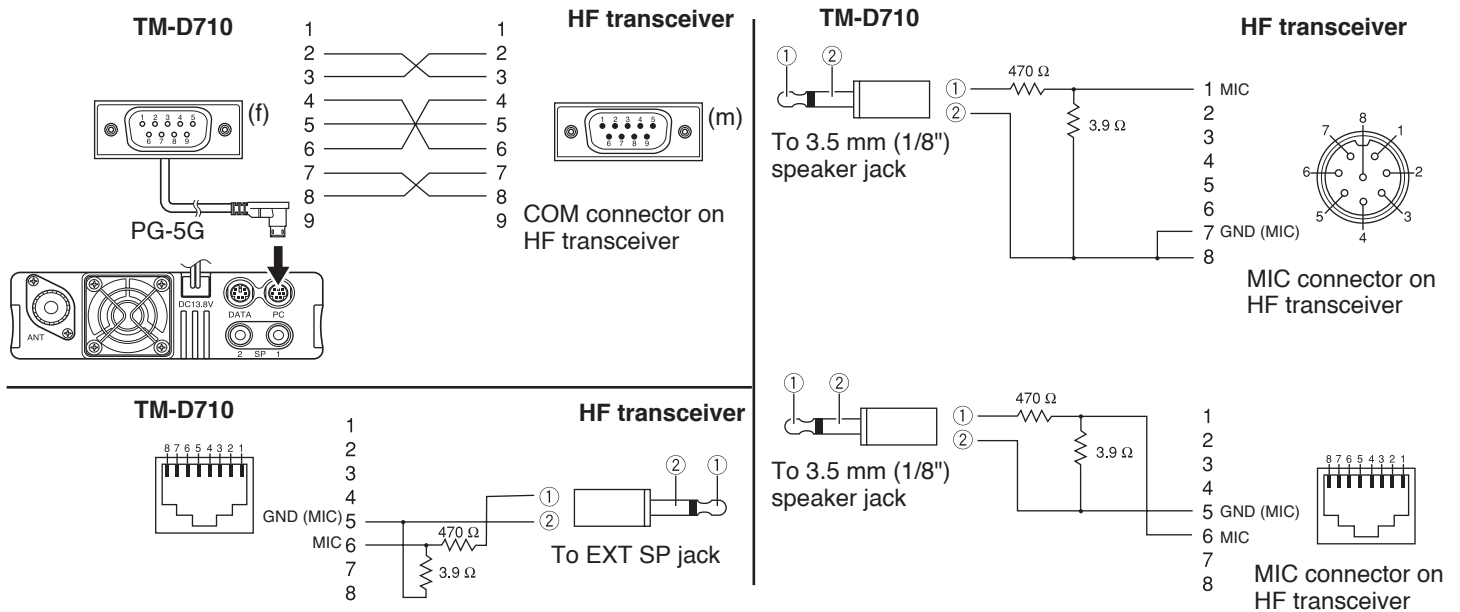 TM-D710
HF transceiver
1 1
2 2
3 3
4 4
5 5
6 6
7 7
8 8
9 9
(f)
1 2 3 4 5
6 7 8 9
(m)
1 2 3 4 5
6 7 8 9
PG-5G
COM connector on
HF transceiver
DC13.8V
ANT
DATA PC
2 SP 1
TM-D710
HF transceiver
8 7 6 5 4 3 2 1
1
2
3
4
GND (MIC) 5
MIC 6
7
8
470 Ω
3.9 Ω
①
②
② ①
To EXT SP jack
TM-D710
HF transceiver
① ②
To 3.5 mm (1/8")
speaker jack
①
②
470 Ω
3.9 Ω
1 MIC
2
3
4
5
6
7 GND (MIC)
8
8
7 1
6 2
5 3
4
MIC connector on
HF transceiver
① ②
To 3.5 mm (1/8")
speaker jack
①
②
470 Ω
3.9 Ω
1
2
3
4
5 GND (MIC)
6 MIC
7
8
8 7 6 5 4 3 2 1
MIC connector on
HF transceiver